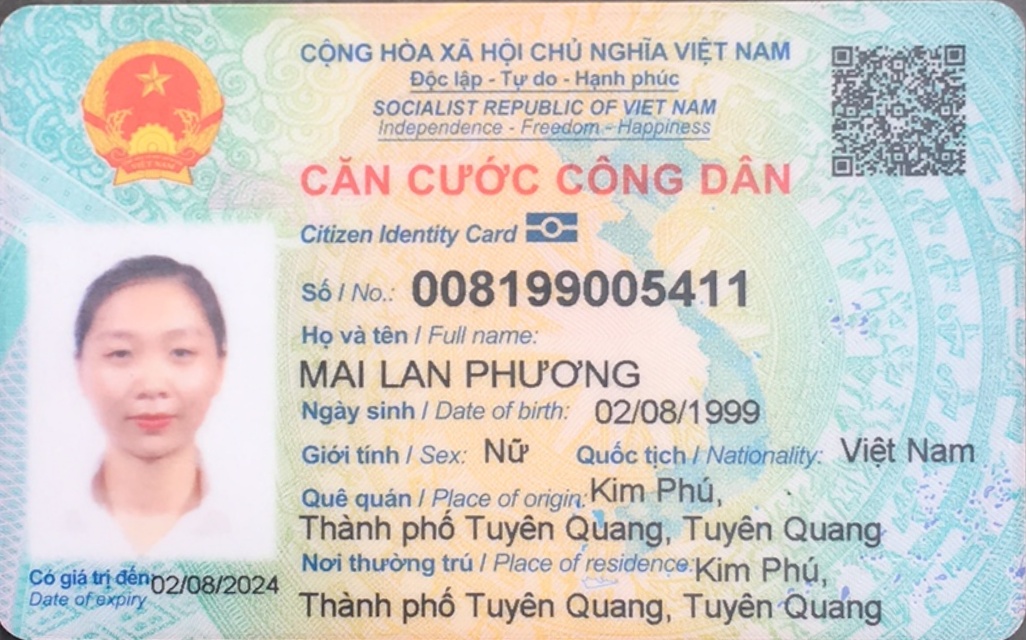 CỘNG HÒA XÃ HỘI CHỦ NGHĨA VIỆT NAM
Độc lập - Tự do - Hạnh phúc
SOCIALIST REPUBLIC OF VIET NAM
Independence - Freedom - Happiness
CĂN CƯỚC CÔNG DÂN
Citizen Identity Card
Số / No.: 008199005411
Họ và tên / Full name:
MAI LAN PHƯƠNG
Ngày sinh / Date of birth: 02/08/1999
Giới tính / Sex: Nữ Quốc tịch / Nationality: Việt Nam
Quê quán / Place of origin: Kim Phú,
Thành phố Tuyên Quang, Tuyên Quang
Nơi thường trú / Place of residence: Kim Phú,
Thành phố Tuyên Quang, Tuyên Quang
Có giá trị đến: 02/08/2024
Date of expiry